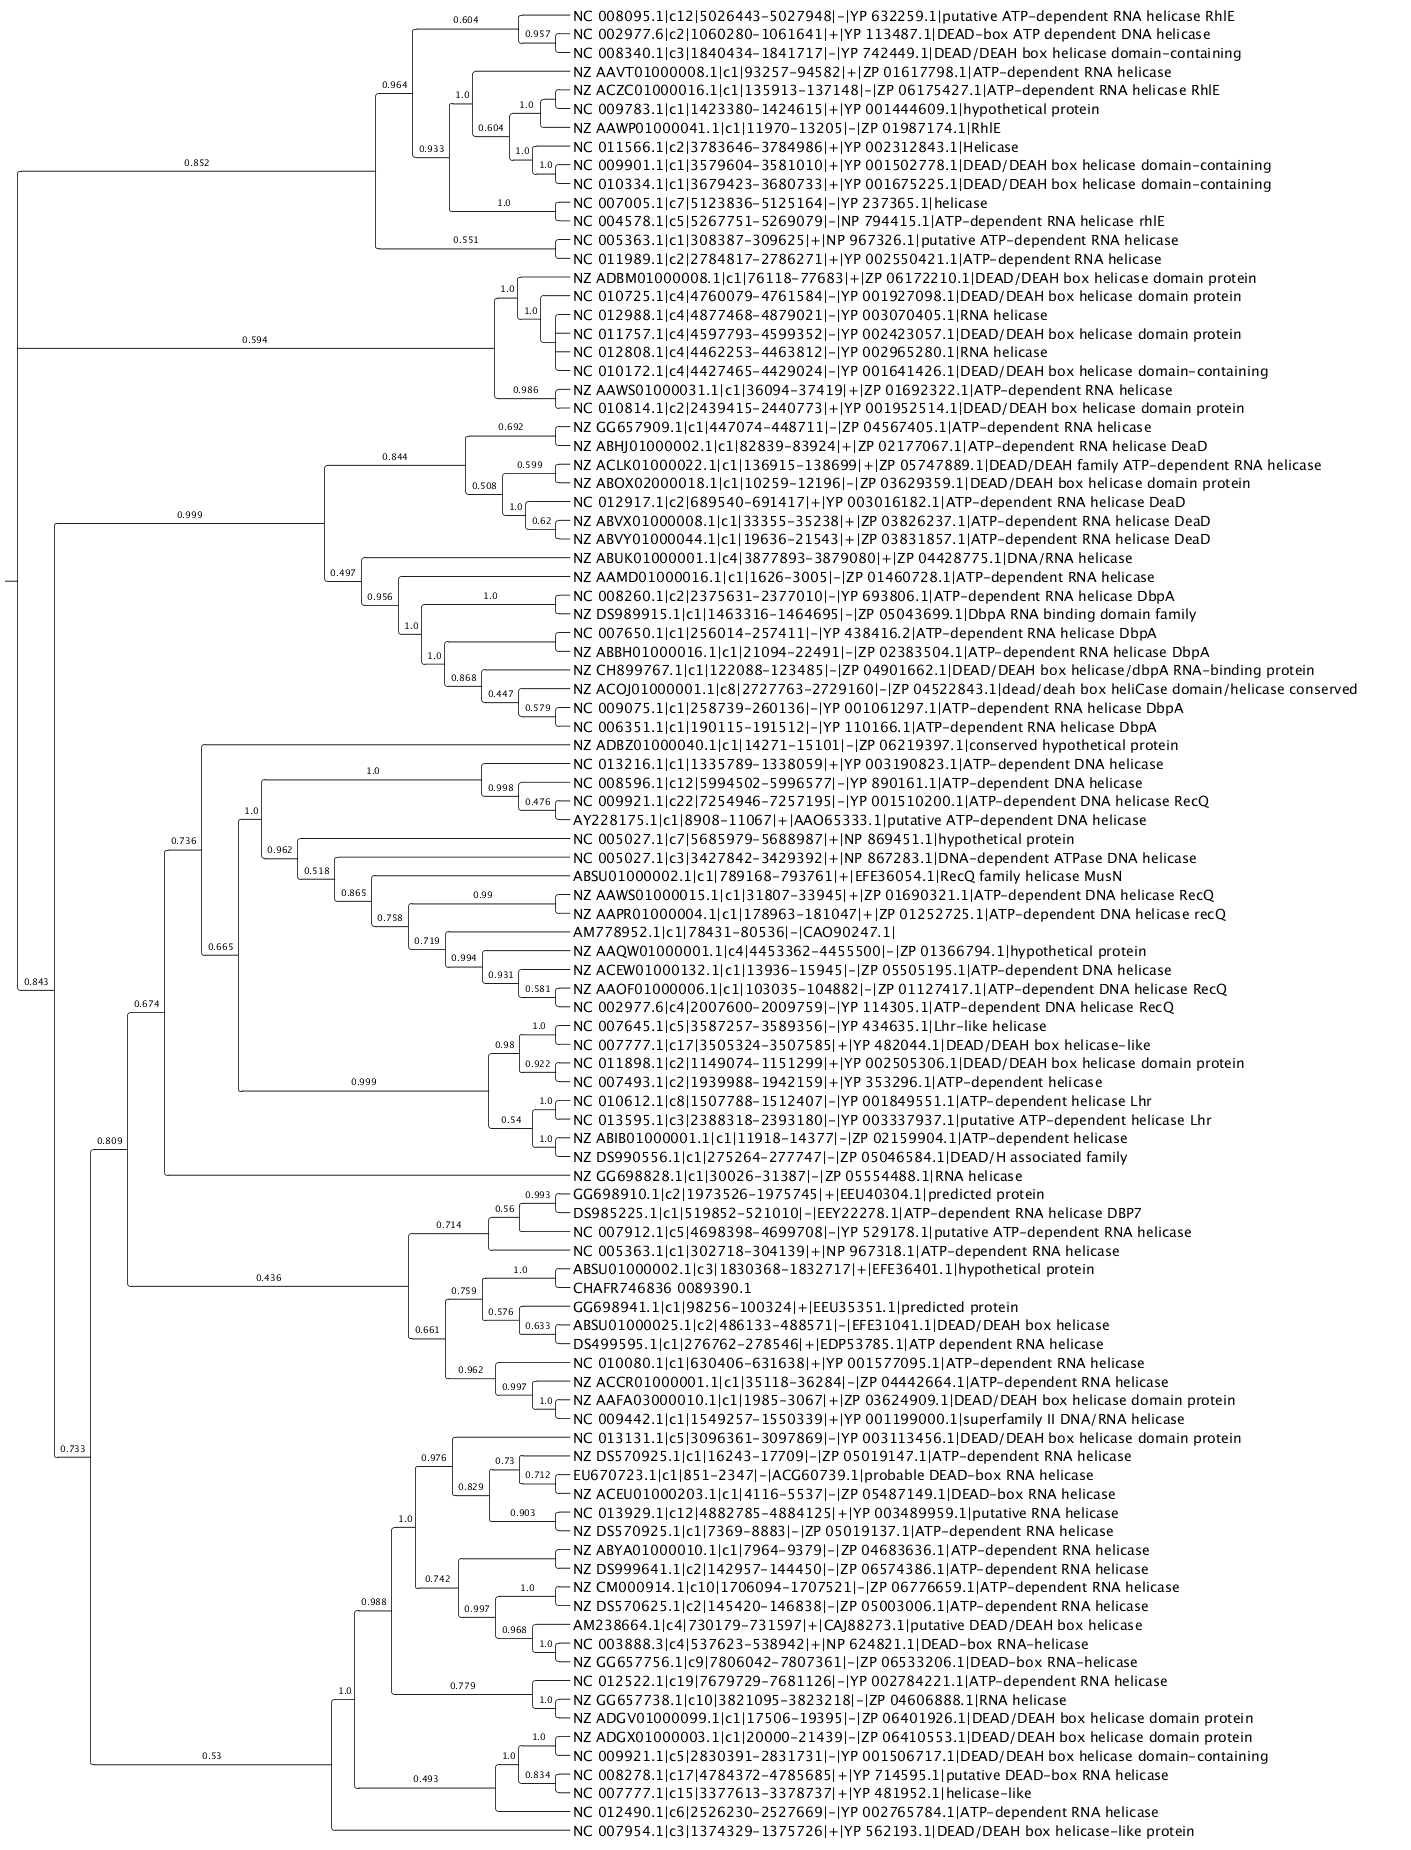 NC 008095.1|c12|5026443-5027948|-|YP 632259.1|putative ATP-dependent RNA helicase RhlE
0.604
0.957
NC 002977.6|c2|1060280-1061641|+|YP 113487.1|DEAD-box ATP dependent DNA helicase
NC 008340.1|c3|1840434-1841717|-|YP 742449.1|DEAD/DEAH box helicase domain-containing
NZ AAVT01000008.1|c1|93257-94582|+|ZP 01617798.1|ATP-dependent RNA helicase
0.964
NZ ACZC01000016.1|c1|135913-137148|-|ZP 06175427.1|ATP-dependent RNA helicase RhlE
1.0
1.0
NC 009783.1|c1|1423380-1424615|+|YP 001444609.1|hypothetical protein
0.604
NZ AAWP01000041.1|c1|11970-13205|-|ZP 01987174.1|RhlE
0.933
1.0
NC 011566.1|c2|3783646-3784986|+|YP 002312843.1|Helicase
0.852
1.0
NC 009901.1|c1|3579604-3581010|+|YP 001502778.1|DEAD/DEAH box helicase domain-containing
NC 010334.1|c1|3679423-3680733|+|YP 001675225.1|DEAD/DEAH box helicase domain-containing
1.0
NC 007005.1|c7|5123836-5125164|-|YP 237365.1|helicase
NC 004578.1|c5|5267751-5269079|-|NP 794415.1|ATP-dependent RNA helicase rhlE
0.551
NC 005363.1|c1|308387-309625|+|NP 967326.1|putative ATP-dependent RNA helicase
NC 011989.1|c2|2784817-2786271|+|YP 002550421.1|ATP-dependent RNA helicase
NZ ADBM01000008.1|c1|76118-77683|+|ZP 06172210.1|DEAD/DEAH box helicase domain protein
1.0
NC 010725.1|c4|4760079-4761584|-|YP 001927098.1|DEAD/DEAH box helicase domain protein
1.0
NC 012988.1|c4|4877468-4879021|-|YP 003070405.1|RNA helicase
NC 011757.1|c4|4597793-4599352|-|YP 002423057.1|DEAD/DEAH box helicase domain protein
0.594
NC 012808.1|c4|4462253-4463812|-|YP 002965280.1|RNA helicase
NC 010172.1|c4|4427465-4429024|-|YP 001641426.1|DEAD/DEAH box helicase domain-containing
0.986
NZ AAWS01000031.1|c1|36094-37419|+|ZP 01692322.1|ATP-dependent RNA helicase
NC 010814.1|c2|2439415-2440773|+|YP 001952514.1|DEAD/DEAH box helicase domain protein
0.692
NZ GG657909.1|c1|447074-448711|-|ZP 04567405.1|ATP-dependent RNA helicase
NZ ABHJ01000002.1|c1|82839-83924|+|ZP 02177067.1|ATP-dependent RNA helicase DeaD
0.844
0.599
NZ ACLK01000022.1|c1|136915-138699|+|ZP 05747889.1|DEAD/DEAH family ATP-dependent RNA helicase
0.508
NZ ABOX02000018.1|c1|10259-12196|-|ZP 03629359.1|DEAD/DEAH box helicase domain protein
1.0
NC 012917.1|c2|689540-691417|+|YP 003016182.1|ATP-dependent RNA helicase DeaD
0.999
0.62
NZ ABVX01000008.1|c1|33355-35238|+|ZP 03826237.1|ATP-dependent RNA helicase DeaD
NZ ABVY01000044.1|c1|19636-21543|+|ZP 03831857.1|ATP-dependent RNA helicase DeaD
NZ ABUK01000001.1|c4|3877893-3879080|+|ZP 04428775.1|DNA/RNA helicase
0.497
NZ AAMD01000016.1|c1|1626-3005|-|ZP 01460728.1|ATP-dependent RNA helicase
0.956
1.0
NC 008260.1|c2|2375631-2377010|-|YP 693806.1|ATP-dependent RNA helicase DbpA
NZ DS989915.1|c1|1463316-1464695|-|ZP 05043699.1|DbpA RNA binding domain family
1.0
NC 007650.1|c1|256014-257411|-|YP 438416.2|ATP-dependent RNA helicase DbpA
1.0
NZ ABBH01000016.1|c1|21094-22491|-|ZP 02383504.1|ATP-dependent RNA helicase DbpA
0.868
NZ CH899767.1|c1|122088-123485|-|ZP 04901662.1|DEAD/DEAH box helicase/dbpA RNA-binding protein
0.447
NZ ACOJ01000001.1|c8|2727763-2729160|-|ZP 04522843.1|dead/deah box heliCase domain/helicase conserved
0.579
NC 009075.1|c1|258739-260136|-|YP 001061297.1|ATP-dependent RNA helicase DbpA
NC 006351.1|c1|190115-191512|-|YP 110166.1|ATP-dependent RNA helicase DbpA
NZ ADBZ01000040.1|c1|14271-15101|-|ZP 06219397.1|conserved hypothetical protein
1.0
NC 013216.1|c1|1335789-1338059|+|YP 003190823.1|ATP-dependent DNA helicase
0.998
NC 008596.1|c12|5994502-5996577|-|YP 890161.1|ATP-dependent DNA helicase
0.476
NC 009921.1|c22|7254946-7257195|-|YP 001510200.1|ATP-dependent DNA helicase RecQ
1.0
AY228175.1|c1|8908-11067|+|AAO65333.1|putative ATP-dependent DNA helicase
0.736
NC 005027.1|c7|5685979-5688987|+|NP 869451.1|hypothetical protein
0.962
NC 005027.1|c3|3427842-3429392|+|NP 867283.1|DNA-dependent ATPase DNA helicase
0.518
ABSU01000002.1|c1|789168-793761|+|EFE36054.1|RecQ family helicase MusN
0.865
0.99
NZ AAWS01000015.1|c1|31807-33945|+|ZP 01690321.1|ATP-dependent DNA helicase RecQ
0.758
NZ AAPR01000004.1|c1|178963-181047|+|ZP 01252725.1|ATP-dependent DNA helicase recQ
AM778952.1|c1|78431-80536|-|CAO90247.1|
0.719
0.665
NZ AAQW01000001.1|c4|4453362-4455500|-|ZP 01366794.1|hypothetical protein
0.994
NZ ACEW01000132.1|c1|13936-15945|-|ZP 05505195.1|ATP-dependent DNA helicase
0.931
0.843
0.581
NZ AAOF01000006.1|c1|103035-104882|-|ZP 01127417.1|ATP-dependent DNA helicase RecQ
0.674
NC 002977.6|c4|2007600-2009759|-|YP 114305.1|ATP-dependent DNA helicase RecQ
1.0
NC 007645.1|c5|3587257-3589356|-|YP 434635.1|Lhr-like helicase
0.98
NC 007777.1|c17|3505324-3507585|+|YP 482044.1|DEAD/DEAH box helicase-like
0.922
NC 011898.1|c2|1149074-1151299|+|YP 002505306.1|DEAD/DEAH box helicase domain protein
0.999
NC 007493.1|c2|1939988-1942159|+|YP 353296.1|ATP-dependent helicase
1.0
NC 010612.1|c8|1507788-1512407|-|YP 001849551.1|ATP-dependent helicase Lhr
0.54
NC 013595.1|c3|2388318-2393180|-|YP 003337937.1|putative ATP-dependent helicase Lhr
1.0
NZ ABIB01000001.1|c1|11918-14377|-|ZP 02159904.1|ATP-dependent helicase
0.809
NZ DS990556.1|c1|275264-277747|-|ZP 05046584.1|DEAD/H associated family
NZ GG698828.1|c1|30026-31387|-|ZP 05554488.1|RNA helicase
0.993
GG698910.1|c2|1973526-1975745|+|EEU40304.1|predicted protein
0.56
DS985225.1|c1|519852-521010|-|EEY22278.1|ATP-dependent RNA helicase DBP7
0.714
NC 007912.1|c5|4698398-4699708|-|YP 529178.1|putative ATP-dependent RNA helicase
NC 005363.1|c1|302718-304139|+|NP 967318.1|ATP-dependent RNA helicase
0.436
1.0
ABSU01000002.1|c3|1830368-1832717|+|EFE36401.1|hypothetical protein
0.759
CHAFR746836 0089390.1
0.576
GG698941.1|c1|98256-100324|+|EEU35351.1|predicted protein
0.661
0.633
ABSU01000025.1|c2|486133-488571|-|EFE31041.1|DEAD/DEAH box helicase
DS499595.1|c1|276762-278546|+|EDP53785.1|ATP dependent RNA helicase
0.962
NC 010080.1|c1|630406-631638|+|YP 001577095.1|ATP-dependent RNA helicase
0.997
NZ ACCR01000001.1|c1|35118-36284|-|ZP 04442664.1|ATP-dependent RNA helicase
1.0
NZ AAFA03000010.1|c1|1985-3067|+|ZP 03624909.1|DEAD/DEAH box helicase domain protein
NC 009442.1|c1|1549257-1550339|+|YP 001199000.1|superfamily II DNA/RNA helicase
0.733
NC 013131.1|c5|3096361-3097869|-|YP 003113456.1|DEAD/DEAH box helicase domain protein
0.976
0.73
NZ DS570925.1|c1|16243-17709|-|ZP 05019147.1|ATP-dependent RNA helicase
0.712
EU670723.1|c1|851-2347|-|ACG60739.1|probable DEAD-box RNA helicase
0.829
NZ ACEU01000203.1|c1|4116-5537|-|ZP 05487149.1|DEAD-box RNA helicase
0.903
NC 013929.1|c12|4882785-4884125|+|YP 003489959.1|putative RNA helicase
1.0
NZ DS570925.1|c1|7369-8883|-|ZP 05019137.1|ATP-dependent RNA helicase
NZ ABYA01000010.1|c1|7964-9379|-|ZP 04683636.1|ATP-dependent RNA helicase
NZ DS999641.1|c2|142957-144450|-|ZP 06574386.1|ATP-dependent RNA helicase
0.742
1.0
NZ CM000914.1|c10|1706094-1707521|-|ZP 06776659.1|ATP-dependent RNA helicase
0.988
0.997
NZ DS570625.1|c2|145420-146838|-|ZP 05003006.1|ATP-dependent RNA helicase
AM238664.1|c4|730179-731597|+|CAJ88273.1|putative DEAD/DEAH box helicase
0.968
1.0
NC 003888.3|c4|537623-538942|+|NP 624821.1|DEAD-box RNA-helicase
NZ GG657756.1|c9|7806042-7807361|-|ZP 06533206.1|DEAD-box RNA-helicase
NC 012522.1|c19|7679729-7681126|-|YP 002784221.1|ATP-dependent RNA helicase
0.779
1.0
1.0
NZ GG657738.1|c10|3821095-3823218|-|ZP 04606888.1|RNA helicase
NZ ADGV01000099.1|c1|17506-19395|-|ZP 06401926.1|DEAD/DEAH box helicase domain protein
1.0
NZ ADGX01000003.1|c1|20000-21439|-|ZP 06410553.1|DEAD/DEAH box helicase domain protein
0.53
1.0
NC 009921.1|c5|2830391-2831731|-|YP 001506717.1|DEAD/DEAH box helicase domain-containing
0.493
0.834
NC 008278.1|c17|4784372-4785685|+|YP 714595.1|putative DEAD-box RNA helicase
NC 007777.1|c15|3377613-3378737|+|YP 481952.1|helicase-like
NC 012490.1|c6|2526230-2527669|-|YP 002765784.1|ATP-dependent RNA helicase
NC 007954.1|c3|1374329-1375726|+|YP 562193.1|DEAD/DEAH box helicase-like protein